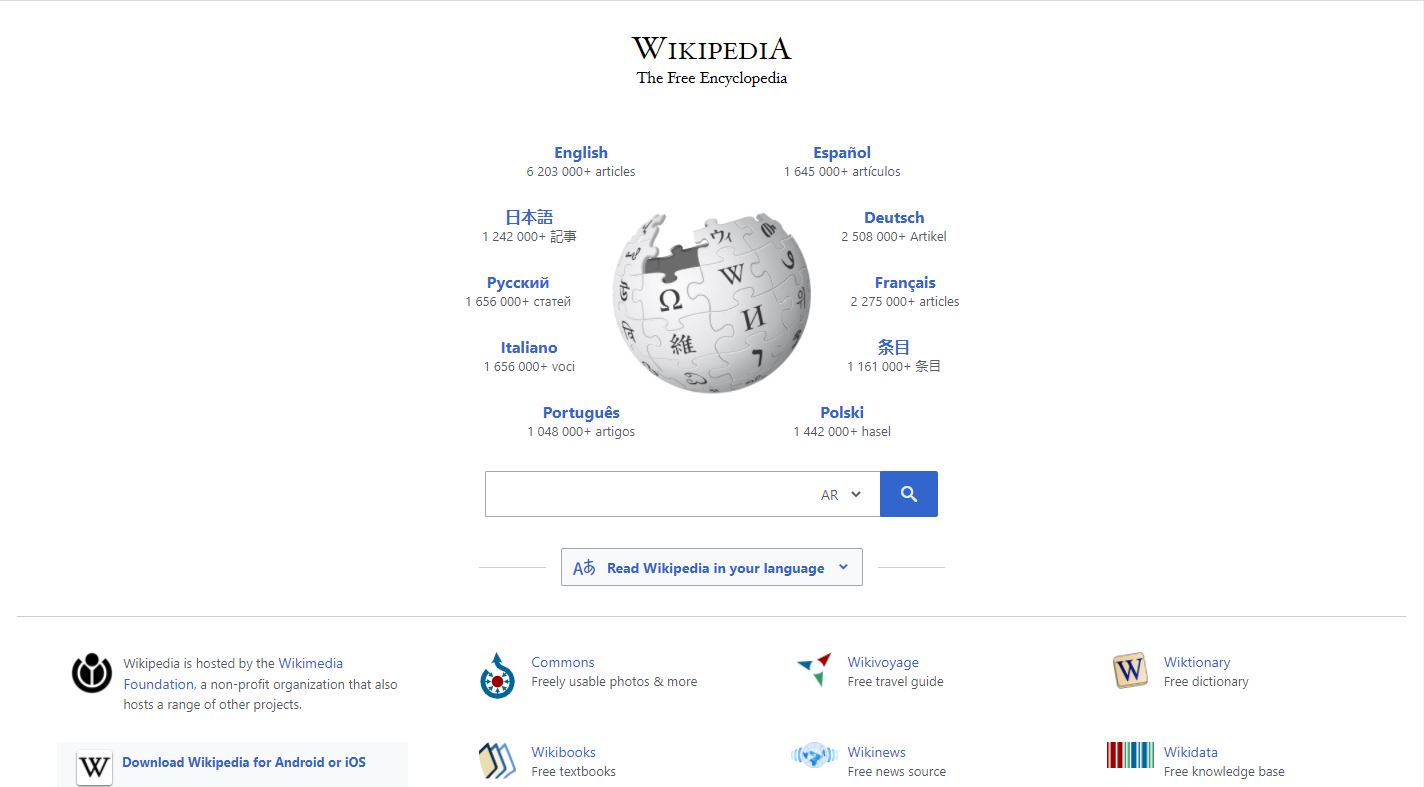 WIKIPEDIA
The Free Encyclopedia
English
6 203 000+ articles
Español
1 645 000+ artículos
日本語
1 242 000+ 記事
Deutsch
2 508 000+ Artikel
Русский
1 656 000+ статей
Français
2 275 000+ articles
Italiano
1 656 000+ voci
条目
1 161 000+ 条目
Português
1 048 000+ artigos
Polski
1 442 000+ hasel
Ω W И 維 ウィ
AR
Aあ Read Wikipedia in your language
Wikipedia is hosted by the Wikimedia
Foundation, a non-profit organization that also
hosts a range of other projects.
W Download Wikipedia for Android or iOS
Commons
Freely usable photos & more
Wikivoyage
Free travel guide
W Wiktionary
Free dictionary
Wikibooks
Free textbooks
Wikinews
Free news source
Wikidata
Free knowledge base